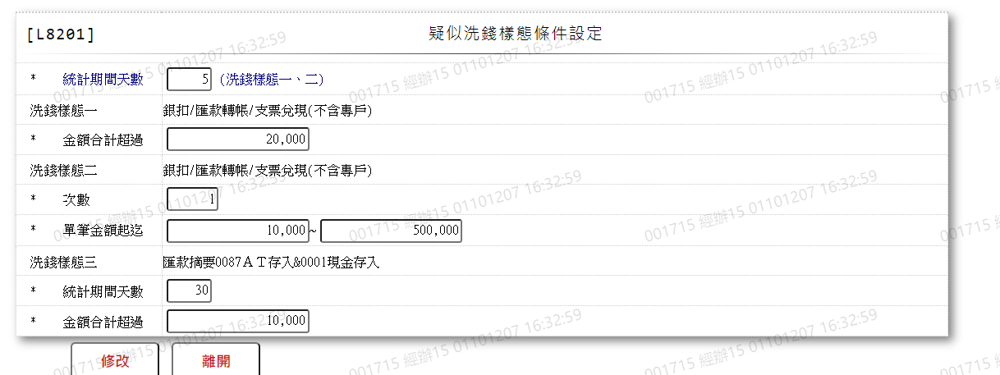 [L8201] 疑似洗錢樣態條件設定
* 統計期間天數 5 (洗錢樣態一、二)
洗錢樣態一 銀扣/匯款轉帳/支票兌現(不含專戶)
* 金額合計超過 20,000
洗錢樣態二 銀扣/匯款轉帳/支票兌現(不含專戶)
* 次數 1
* 單筆金額起迄 10,000~ 500,000
洗錢樣態三 匯款摘要0087ＡＴ存入&0001現金存入
* 統計期間天數 30
* 金額合計超過 10,000
修改 離開
001715 經辦15 01101207 16:32:59